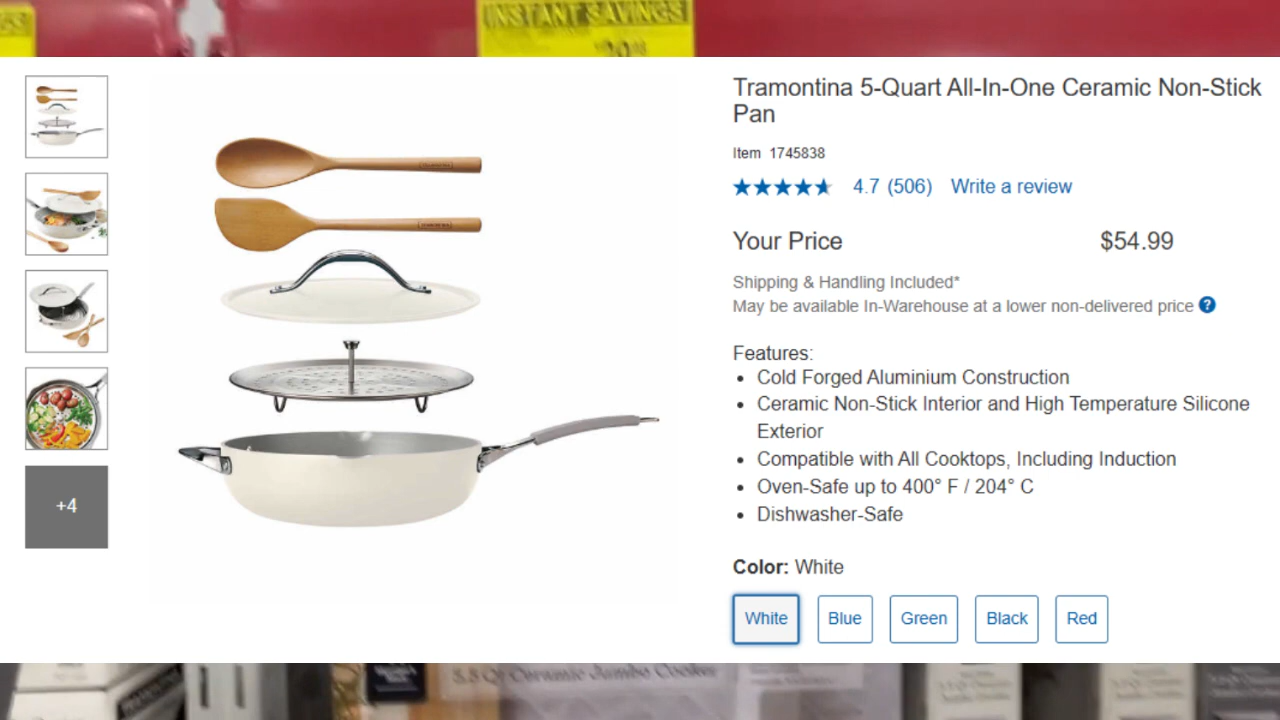 INSTANT SAVINGS
Tramontina 5-Quart All-In-One Ceramic Non-Stick
Pan
Item 1745838
4.7 (506) Write a review
Your Price $54.99
Shipping & Handling Included*
May be available In-Warehouse at a lower non-delivered price ?
Features:
• Cold Forged Aluminium Construction
• Ceramic Non-Stick Interior and High Temperature Silicone
Exterior
• Compatible with All Cooktops, Including Induction
• Oven-Safe up to 400° F / 204° C
• Dishwasher-Safe
Color: White
White Blue Green Black Red
+4
5.5 Qt Ceramic Jumbo Cooker